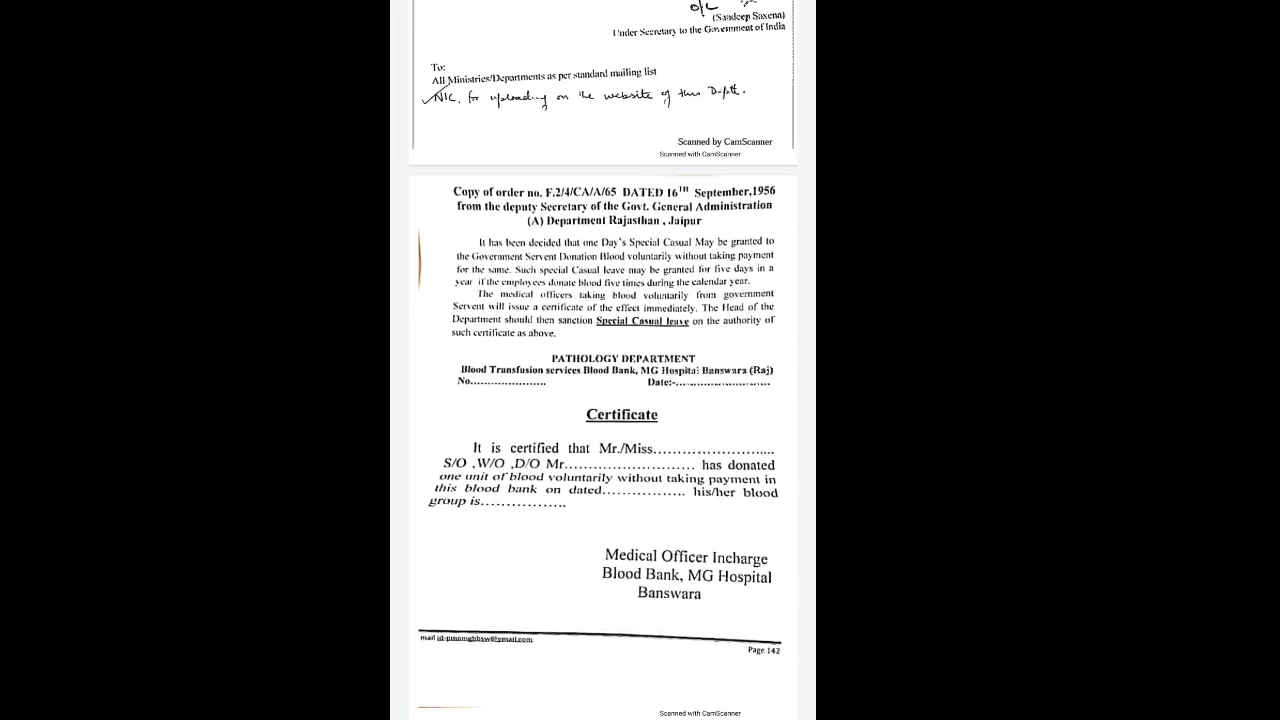 o/c
(Sandeep Saxena)
Under Secretary to the Government of India
To:
All Ministries/Departments as per standard mailing list
NIC, for uploading on the website of this Deptt.
Scanned by CamScanner
Scanned with CamScanner
Copy of order no. F.2/4/CA/A/65 DATED 16TH September,1956
from the deputy Secretary of the Govt. General Administration
(A) Department Rajasthan , Jaipur
It has been decided that one Day's Special Casual May be granted to
the Government Servent Donation Blood voluntarily without taking payment
for the same. Such special Casual leave may be granted for five days in a
year if the employees donate blood five times during the calendar year.
The medical officers taking blood voluntarily from government
Servent will issue a certificate of the effect immediately. The Head of the
Department should then sanction Special Casual leave on the authority of
such certificate as above.
PATHOLOGY DEPARTMENT
Blood Transfusion services Blood Bank, MG Hospital Banswara (Raj)
No...................... Date:-..........................
Certificate
It is certified that Mr./Miss.........................
S/O ,W/O ,D/O Mr........................... has donated
one unit of blood voluntarily without taking payment in
this blood bank on dated................ his/her blood
group is.................
Medical Officer Incharge
Blood Bank, MG Hospital
Banswara
mail id-pmomghbsw@ymail.com
Page 142
Scanned with CamScanner